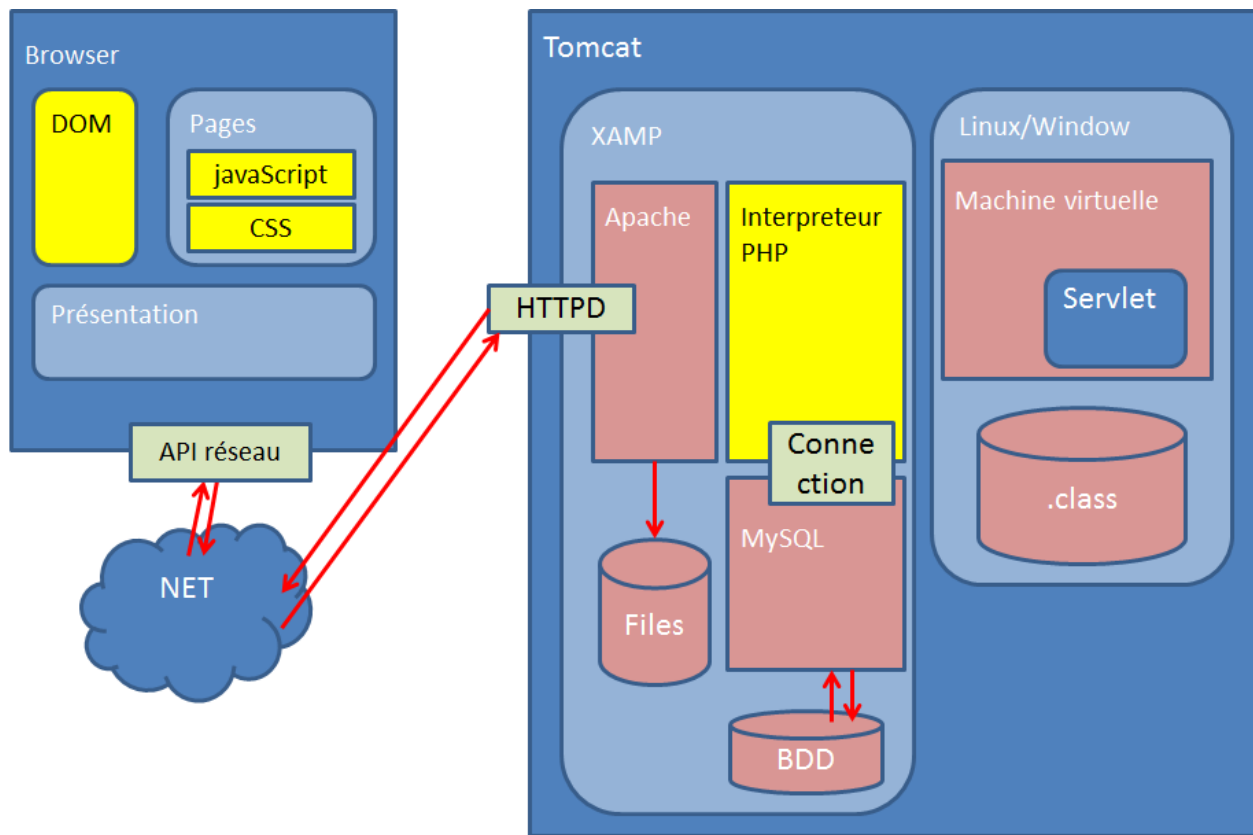 Browser
DOM
Pages
javaScript
CSS
Présentation
API réseau
NET
Tomcat
XAMP
Apache
Interpreteur
PHP
HTTPD
Conne
ction
MySQL
Files
BDD
Linux/Window
Machine virtuelle
Servlet
.class